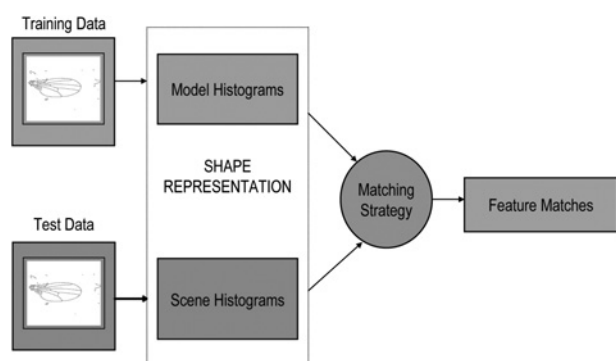 Training Data
Model Histograms
SHAPE
REPRESENTATION
Matching
Strategy
Feature Matches
Test Data
Scene Histograms